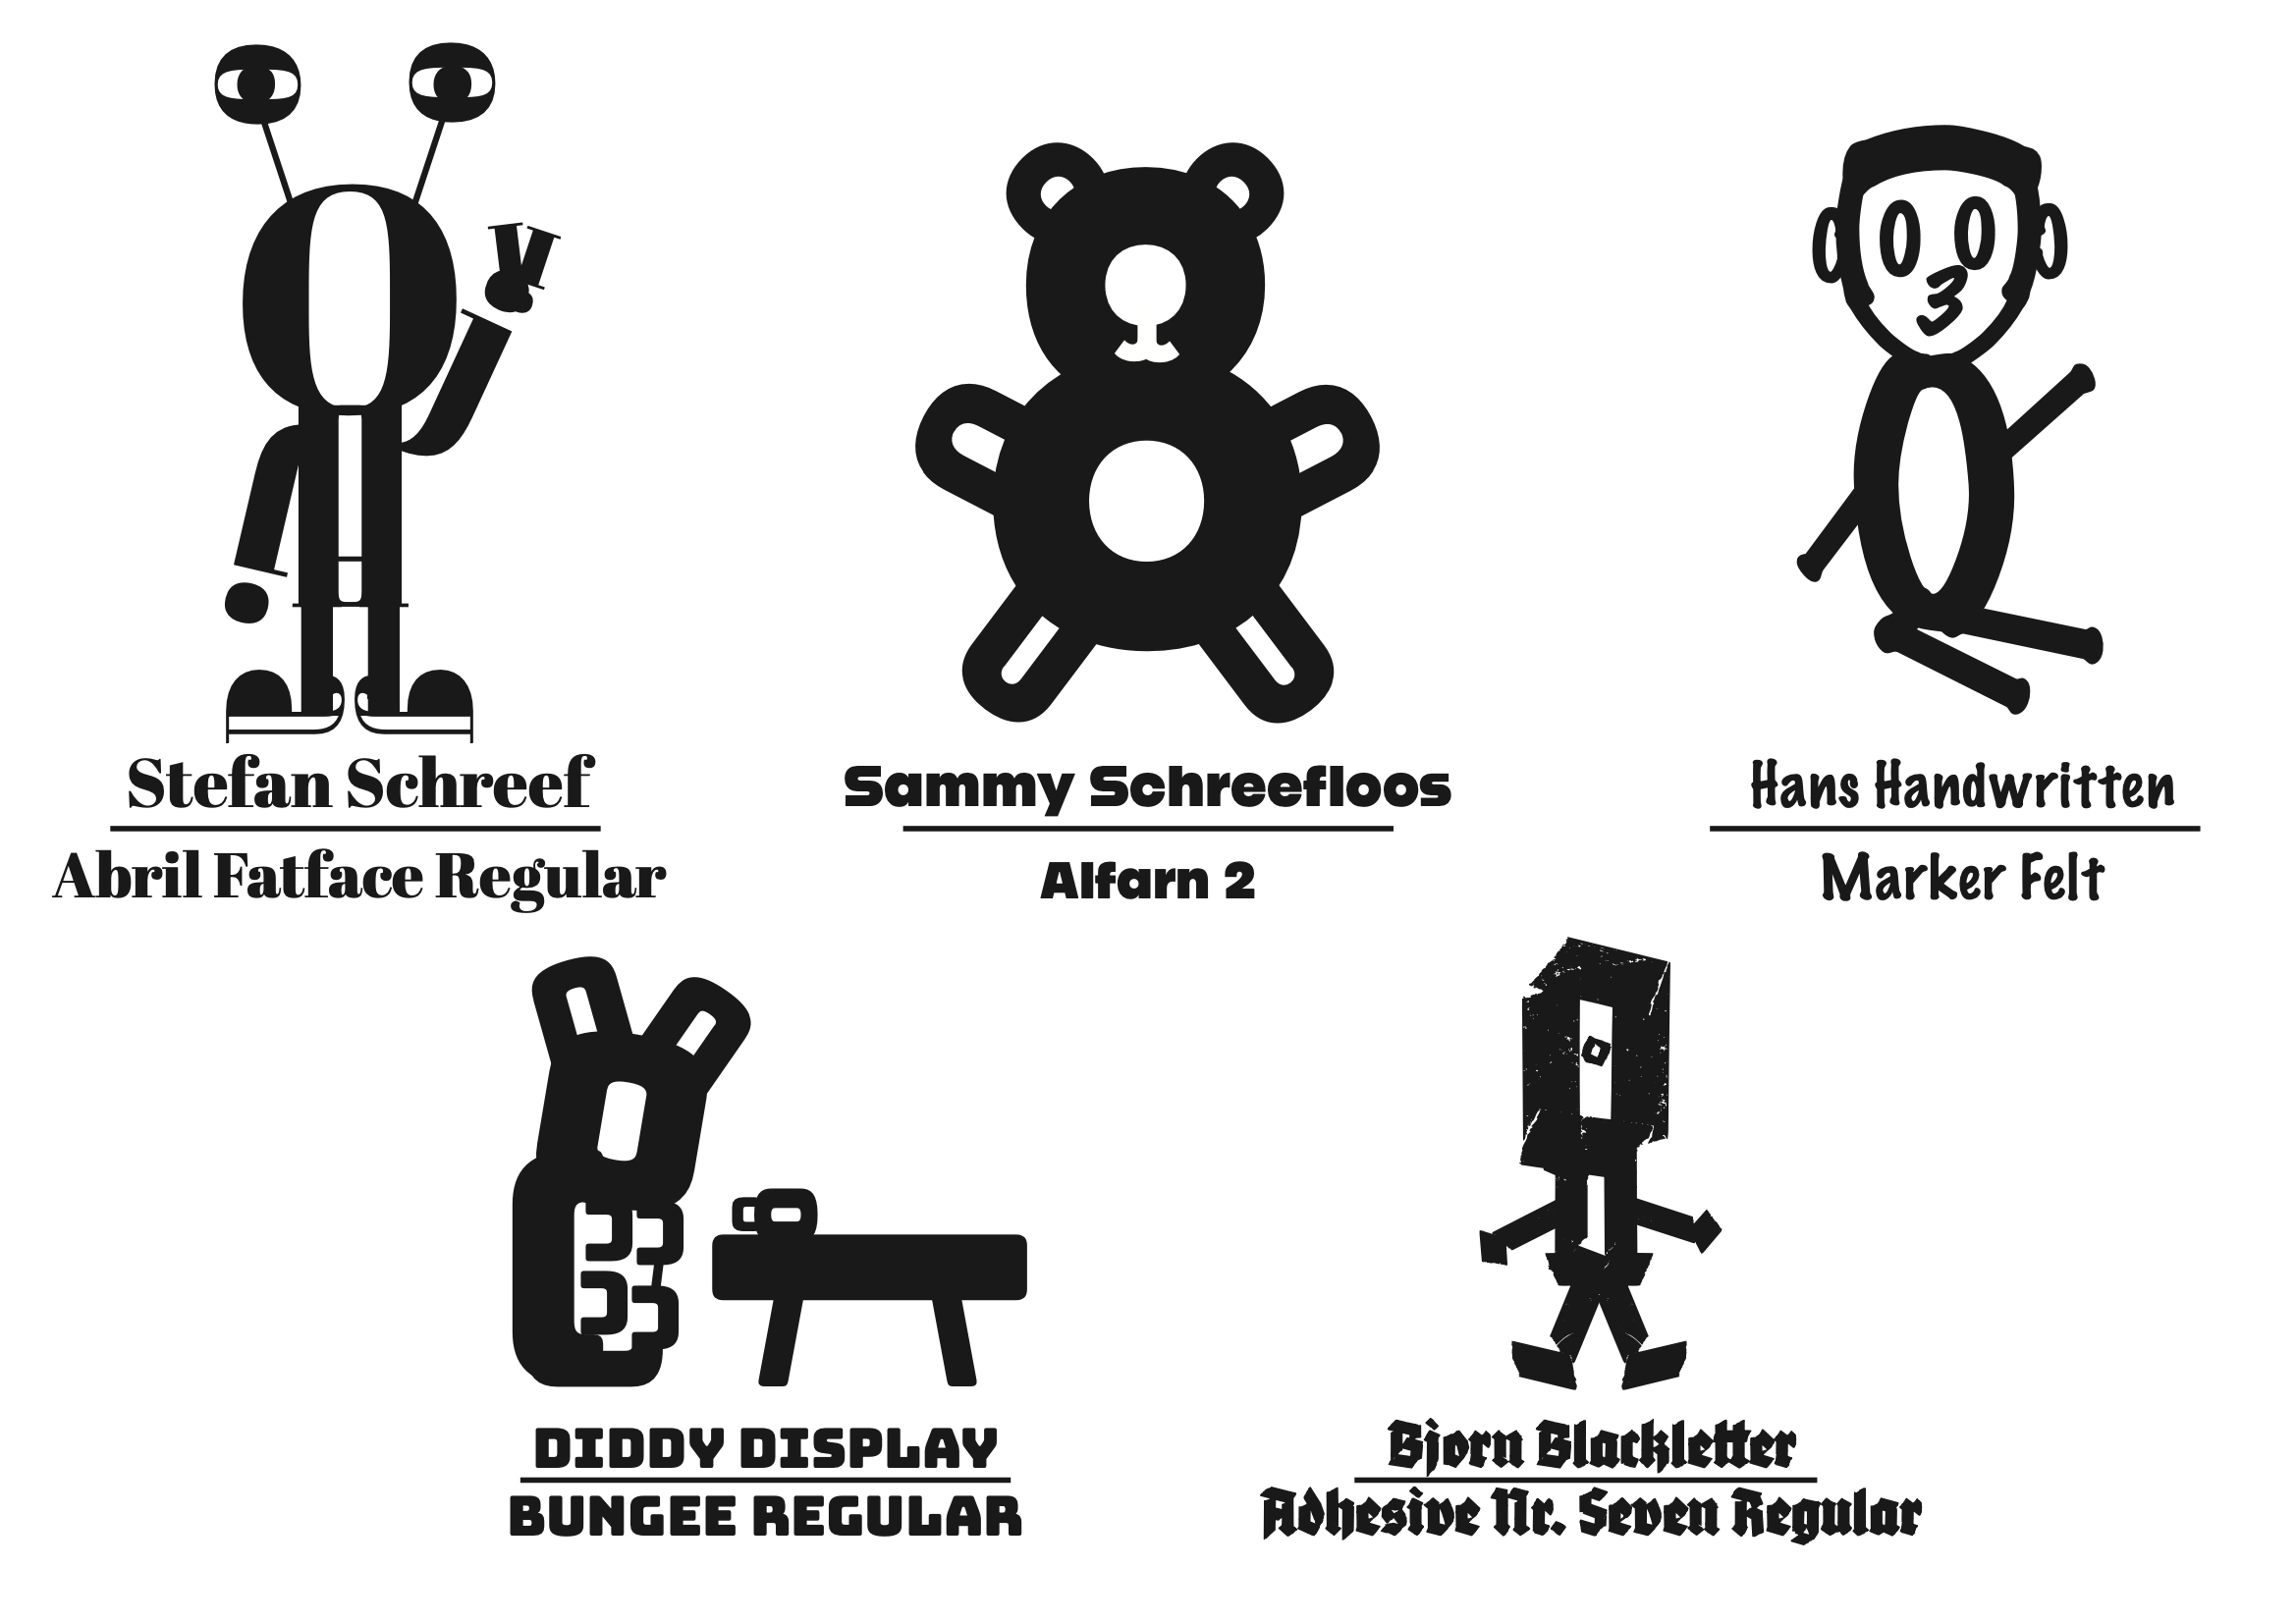 Stefan Schreef
Abril Fatface Regular
Sammy Schreefloos
Alfarn 2
Hans Handwritten
Marker Felt
DIDDY DISPLAY
BUNGEE REGULAR
Bjorn Blackletter
Adhesive Nr. Seven Regular